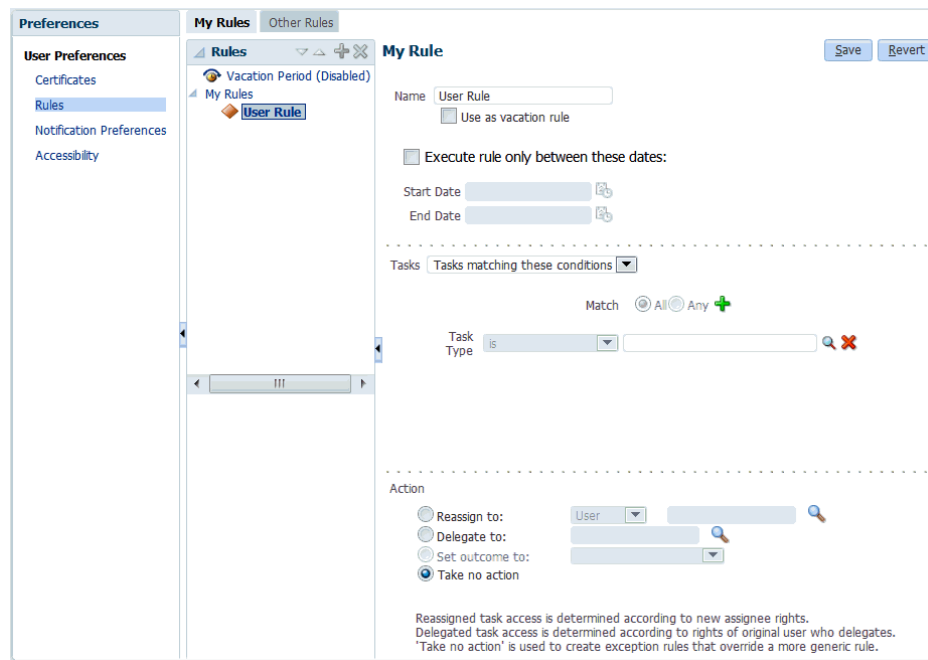 Preferences
User Preferences
Certificates
Rules
Notification Preferences
Accessibility
My Rules
Other Rules
Rules
Vacation Period (Disabled)
My Rules
User Rule
My Rule
Save
Revert
Name User Rule
Use as vacation rule
Execute rule only between these dates:
Start Date
End Date
Tasks Tasks matching these conditions
Match All Any
Task
Type
is
Action
Reassign to: User
Delegate to:
Set outcome to:
Take no action
Reassigned task access is determined according to new assignee rights.
Delegated task access is determined according to rights of original user who delegates.
'Take no action' is used to create exception rules that override a more generic rule.